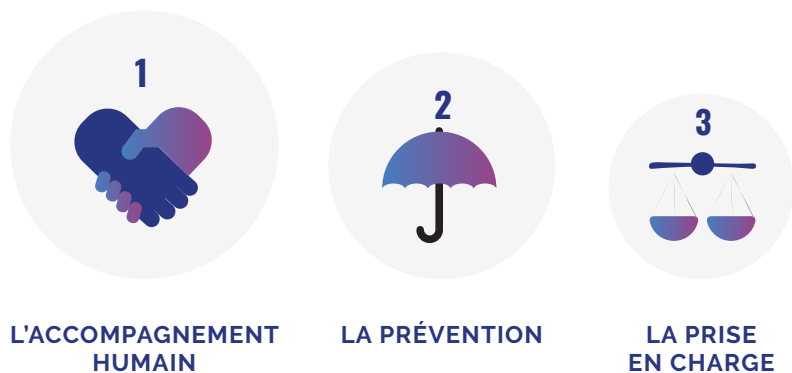 1
2
3
L’ACCOMPAGNEMENT
HUMAIN
LA PRÉVENTION
LA PRISE
EN CHARGE